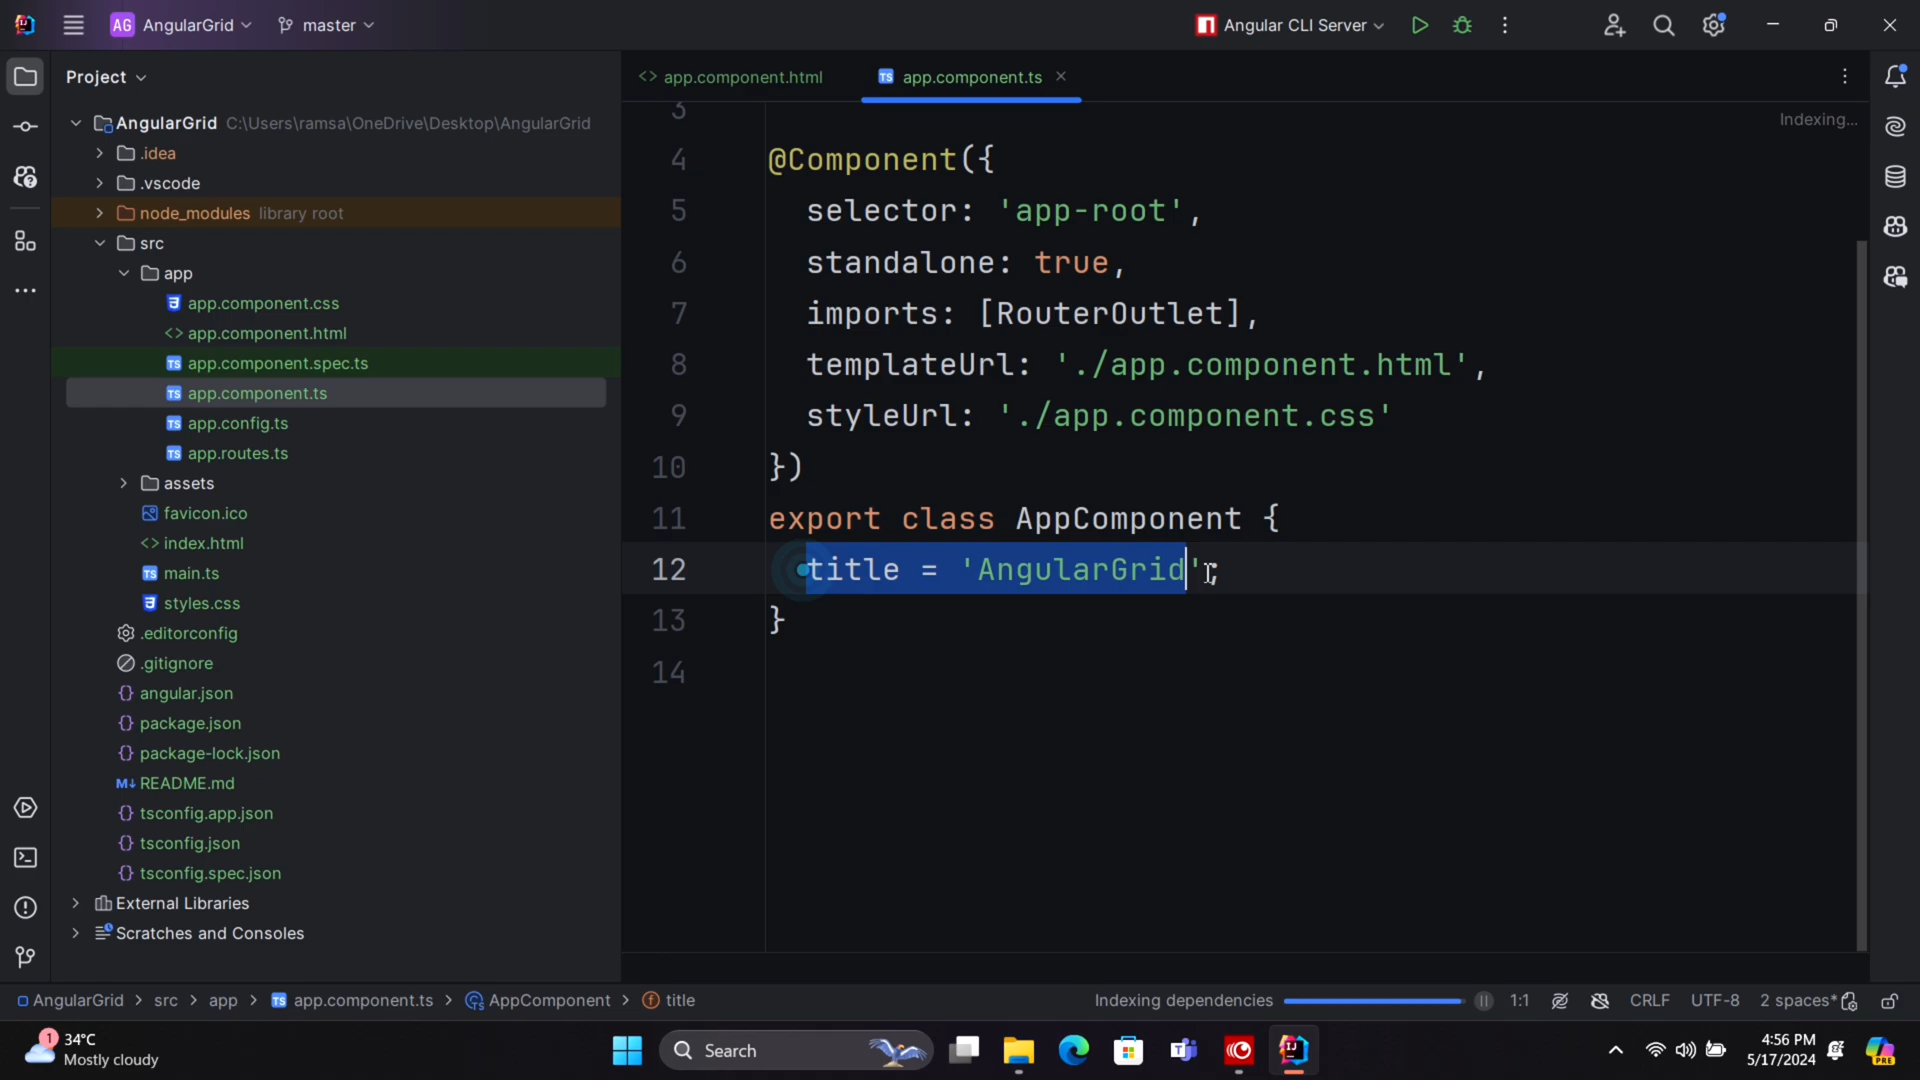 AG AngularGrid master Angular CLI Server
Project
app.component.html app.component.ts
AngularGrid C:\Users\ramsa\OneDrive\Desktop\AngularGrid
.idea
.vscode
node_modules library root
src
app
app.component.css
app.component.html
app.component.spec.ts
app.component.ts
app.config.ts
app.routes.ts
assets
favicon.ico
index.html
main.ts
styles.css
.editorconfig
.gitignore
angular.json
package.json
package-lock.json
README.md
tsconfig.app.json
tsconfig.json
tsconfig.spec.json
External Libraries
Scratches and Consoles
3
Indexing...
4 @Component({
5 selector: 'app-root',
6 standalone: true,
7 imports: [RouterOutlet],
8 templateUrl: './app.component.html',
9 styleUrl: './app.component.css'
10 })
11 export class AppComponent {
12 title = 'AngularGrid';
13 }
14
AngularGrid > src > app > app.component.ts > AppComponent > title
Indexing dependencies 1:1 CRLF UTF-8 2 spaces*
1 34°C
Mostly cloudy
Search
4:56 PM
5/17/2024
PRE